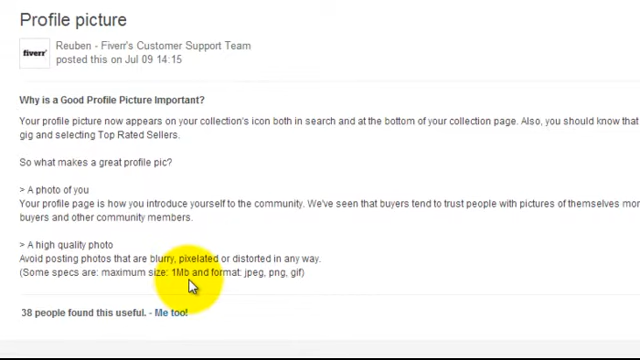 Profile picture
fiverr
Reuben - Fiverr's Customer Support Team
posted this on Jul 09 14:15
Why is a Good Profile Picture Important?
Your profile picture now appears on your collection's icon both in search and at the bottom of your collection page. Also, you should know that
gig and selecting Top Rated Sellers.
So what makes a great profile pic?
> A photo of you
Your profile page is how you introduce yourself to the community. We've seen that buyers tend to trust people with pictures of themselves mor
buyers and other community members.
> A high quality photo
Avoid posting photos that are blurry, pixelated or distorted in any way.
(Some specs are: maximum size: 1Mb and format: jpeg, png, gif)
38 people found this useful. - Me too!